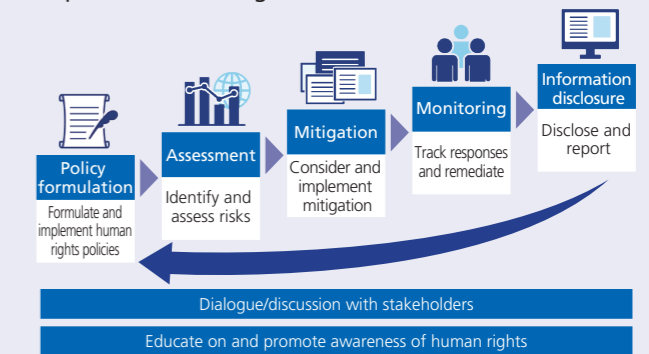 Policy
formulation
Formulate and
implement human
rights policies
Assessment
Identify and
assess risks
Mitigation
Consider and
implement
mitigation
Monitoring
Track responses
and remediate
Information
disclosure
Disclose and
report
Dialogue/discussion with stakeholders
Educate on and promote awareness of human rights